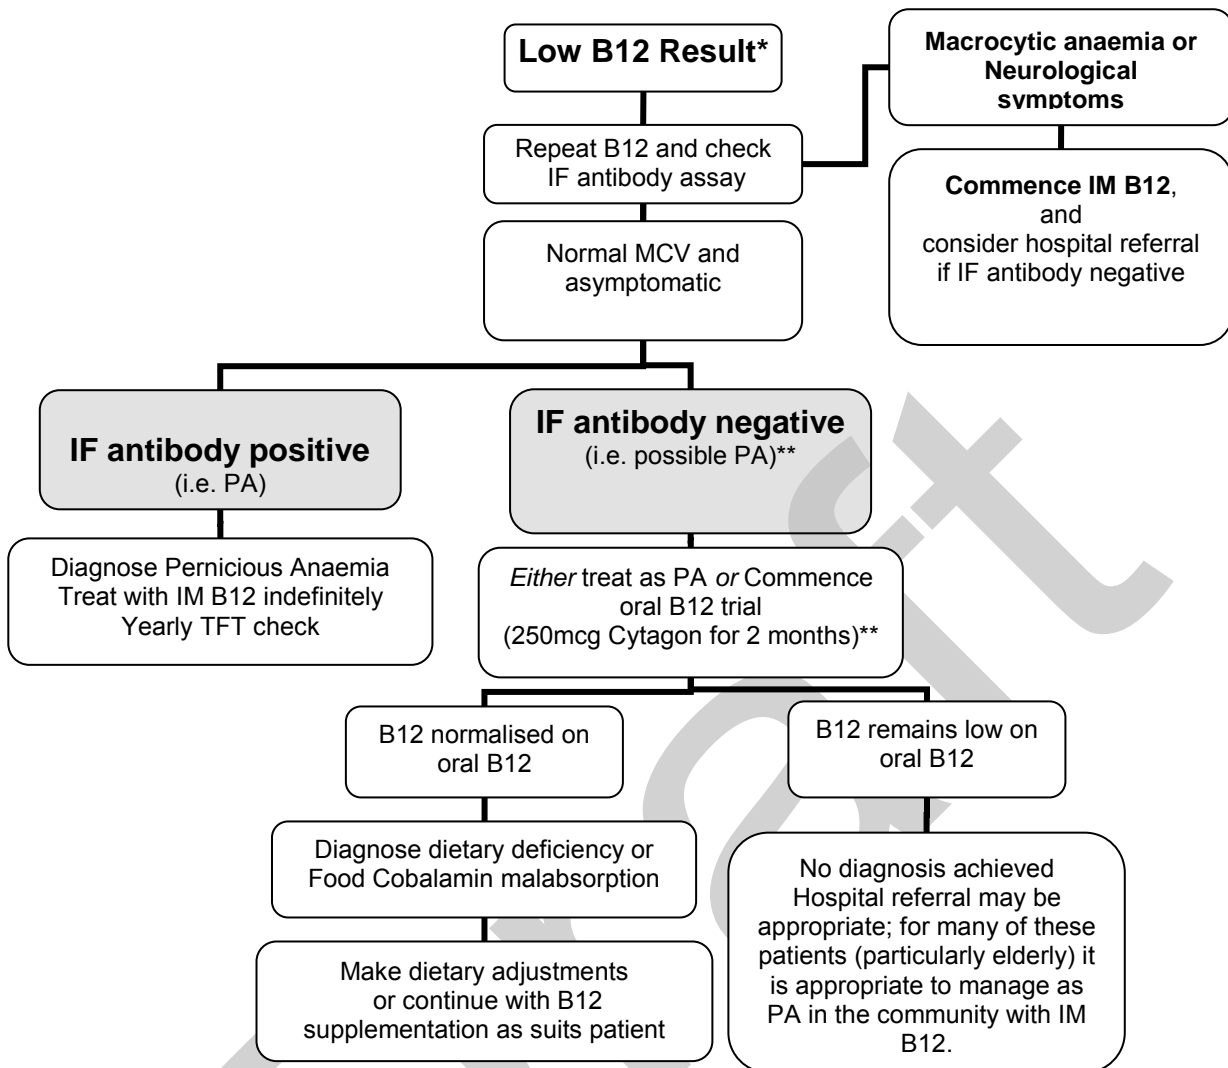 Low B12 Result*
Macrocytic anaemia or
Neurological
symptoms
Repeat B12 and check
IF antibody assay
Commence IM B12,
and
consider hospital referral
if IF antibody negative
Normal MCV and
asymptomatic
IF antibody positive
(i.e. PA)
IF antibody negative
(i.e. possible PA)**
Diagnose Pernicious Anaemia
Treat with IM B12 indefinitely
Yearly TFT check
Either treat as PA or Commence
oral B12 trial
(250mcg Cytagon for 2 months)**
B12 normalised on
oral B12
B12 remains low on
oral B12
Diagnose dietary deficiency or
Food Cobalamin malabsorption
No diagnosis achieved
Hospital referral may be
appropriate; for many of these
patients (particularly elderly) it
is appropriate to manage as
PA in the community with IM
B12.
Make dietary adjustments
or continue with B12
supplementation as suits patient
raft